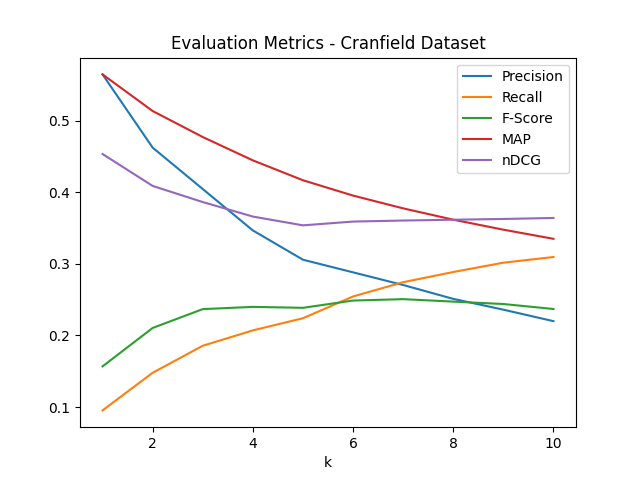 Evaluation Metrics - Cranfield Dataset
Precision
Recall
F-Score
MAP
nDCG
0.5
0.4
0.3
0.2
0.1
2 4 6 8 10
k